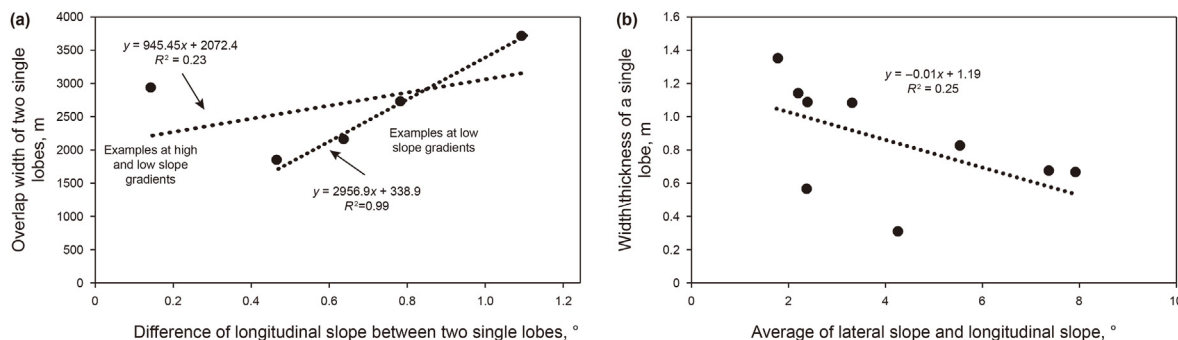 (a)
4000
3500
3000
2500
2000
1500
1000
500
0
Overlap width of two single
lobes, m
y = 945.45x + 2072.4
R² = 0.23
Examples at high
and low slope
gradients
Examples at low
slope gradients
y = 2956.9x + 338.9
R²=0.99
0 0.2 0.4 0.6 0.8 1.0 1.2
Difference of longitudinal slope between two single lobes, °
(b)
1.6
1.4
1.2
1.0
0.8
0.6
0.4
0.2
0
Width\thickness of a single
lobe, m
y = −0.01x + 1.19
R² = 0.25
0 2 4 6 8 10
Average of lateral slope and longitudinal slope, °